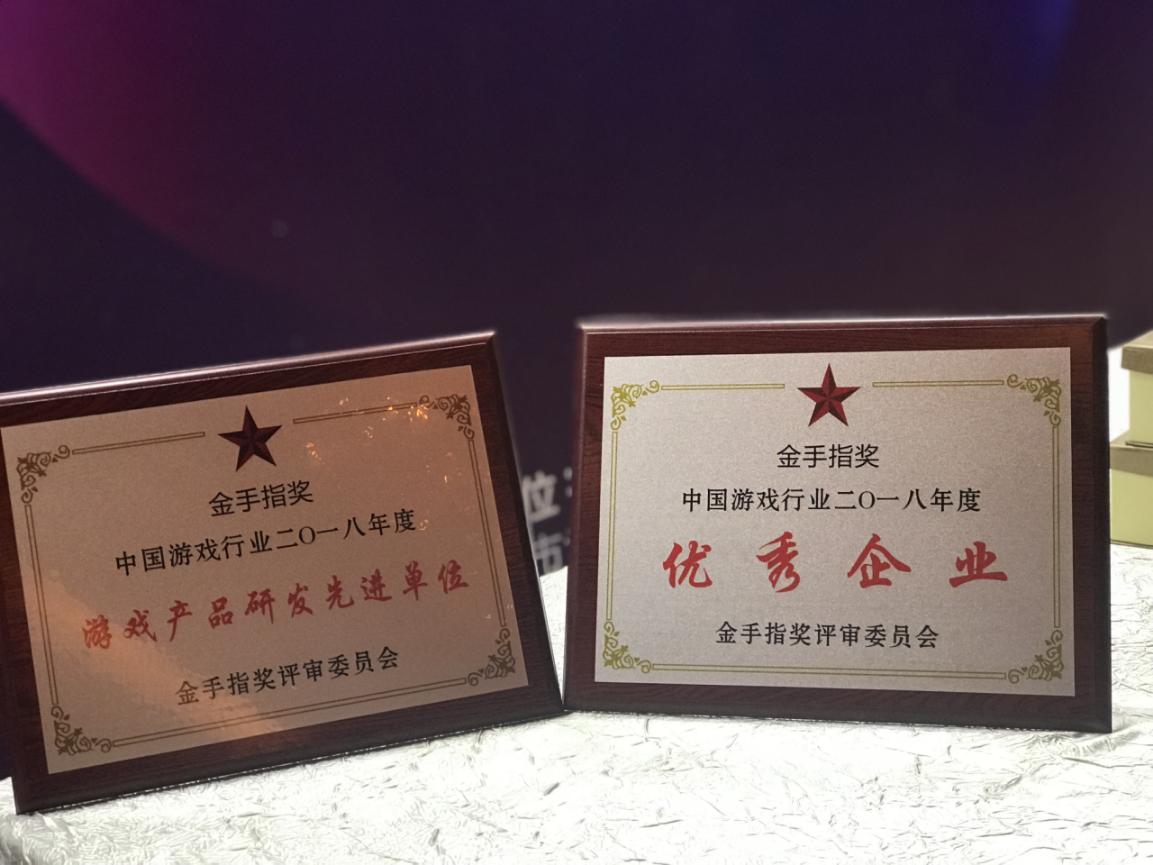 金手指奖
中国游戏行业二〇一八年度
游戏产品研发先进单位
金手指奖评审委员会
金手指奖
中国游戏行业二〇一八年度
优秀企业
金手指奖评审委员会
位
市